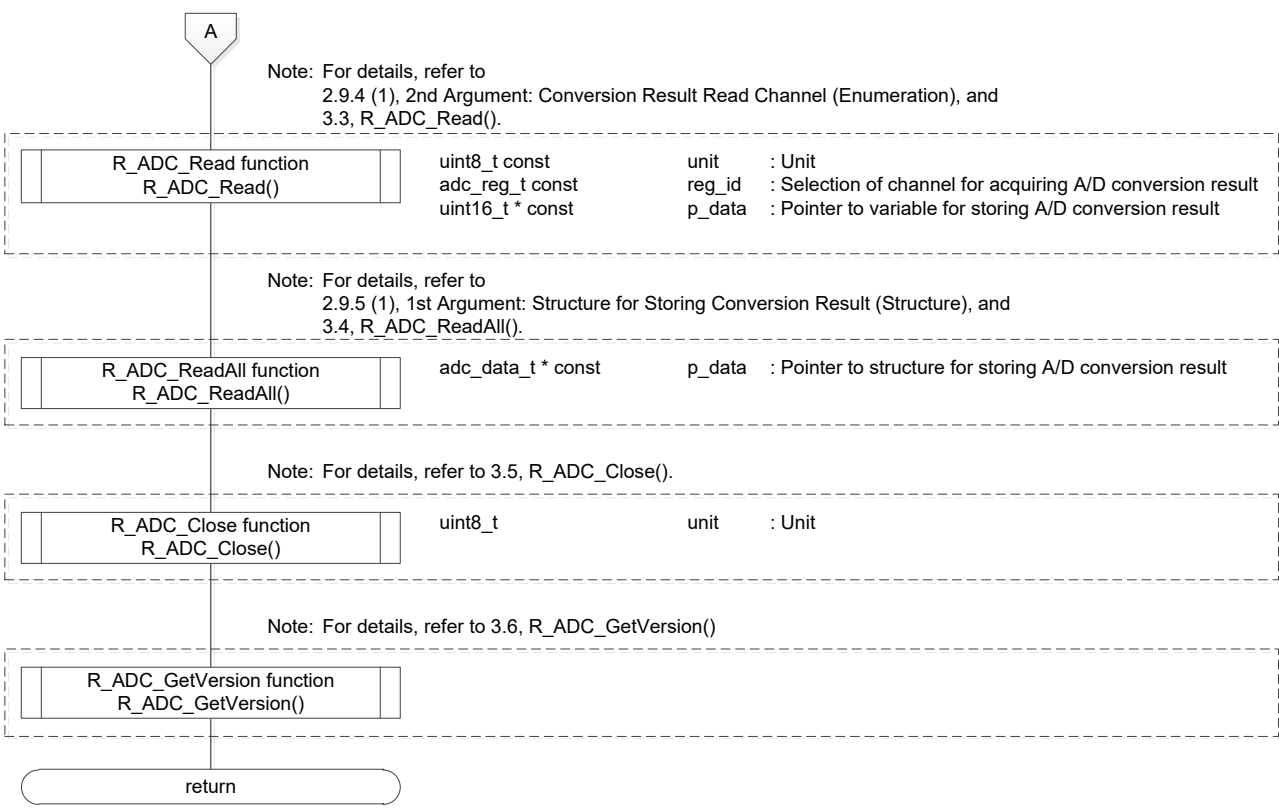 A
Note: For details, refer to
2.9.4 (1), 2nd Argument: Conversion Result Read Channel (Enumeration), and
3.3, R_ADC_Read().
R_ADC_Read function
R_ADC_Read()
uint8_t const unit : Unit
adc_reg_t const reg_id : Selection of channel for acquiring A/D conversion result
uint16_t * const p_data : Pointer to variable for storing A/D conversion result
Note: For details, refer to
2.9.5 (1), 1st Argument: Structure for Storing Conversion Result (Structure), and
3.4, R_ADC_ReadAll().
R_ADC_ReadAll function
R_ADC_ReadAll()
adc_data_t * const p_data : Pointer to structure for storing A/D conversion result
Note: For details, refer to 3.5, R_ADC_Close().
R_ADC_Close function
R_ADC_Close()
uint8_t unit : Unit
Note: For details, refer to 3.6, R_ADC_GetVersion()
R_ADC_GetVersion function
R_ADC_GetVersion()
return